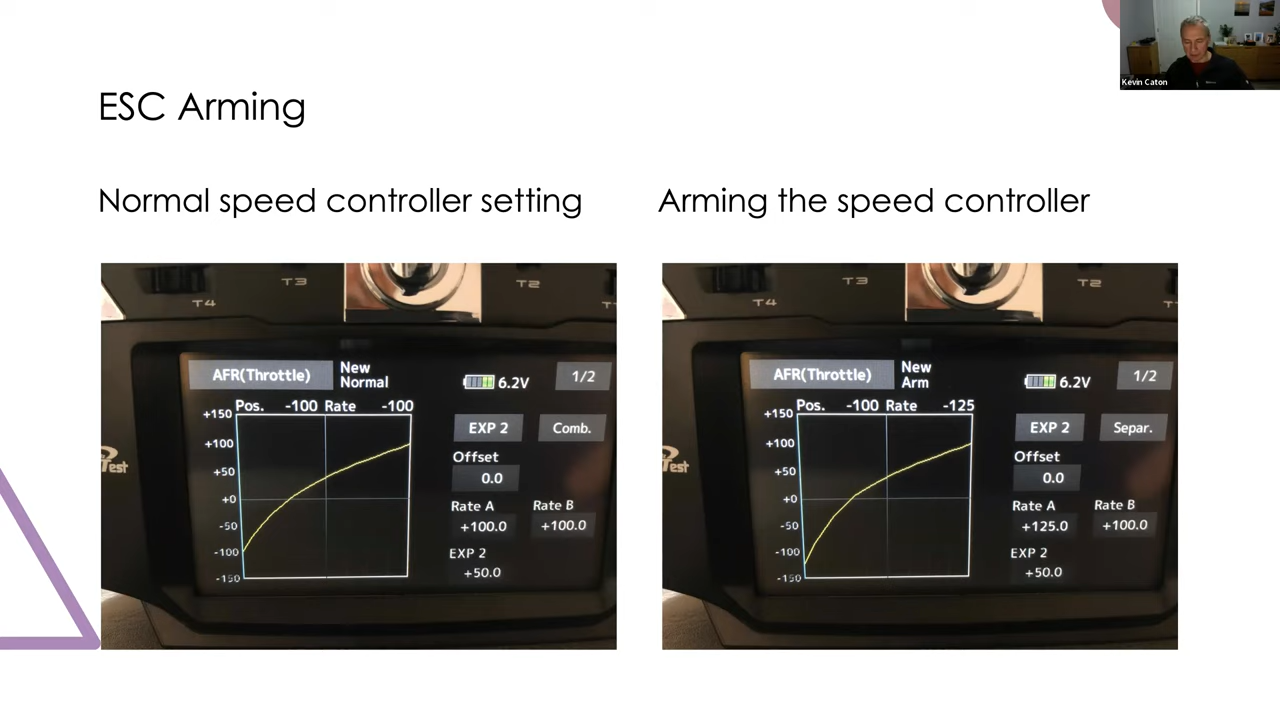 Kevin Caton
ESC Arming
Normal speed controller setting
T4 T3 T2
AFR(Throttle)
New
Normal
6.2V
1/2
Pos. -100 Rate -100
+150
+100
+50
+0
-50
-100
-150
EXP 2
Comb.
Offset
0.0
Rate A Rate B
+100.0 +100.0
EXP 2
+50.0
Test
Arming the speed controller
T4 T3 T2
AFR(Throttle)
New
Arm
6.2V
1/2
Pos. -100 Rate -125
+150
+100
+50
+0
-50
-100
-150
EXP 2
Separ.
Offset
0.0
Rate A Rate B
+125.0 +100.0
EXP 2
+50.0
Test